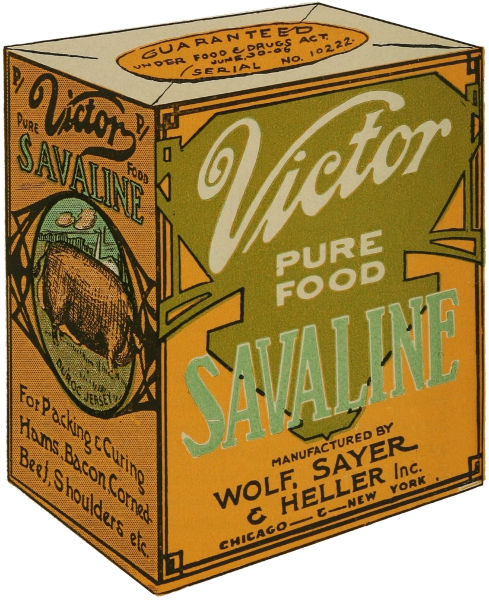 GUARANTEED
UNDER FOOD & DRUGS ACT,
JUNE, 30-06
SERIAL NO. 10222.
P/ Victor P/
PURE FOOD
SAVALINE
DUROC JERSEY
For Packing & Curing
Hams, Bacon, Corned-
Beef, Shoulders etc.
Victor
PURE
FOOD
SAVALINE
MANUFACTURED BY
WOLF, SAYER
& HELLER Inc.
CHICAGO — & — NEW YORK.